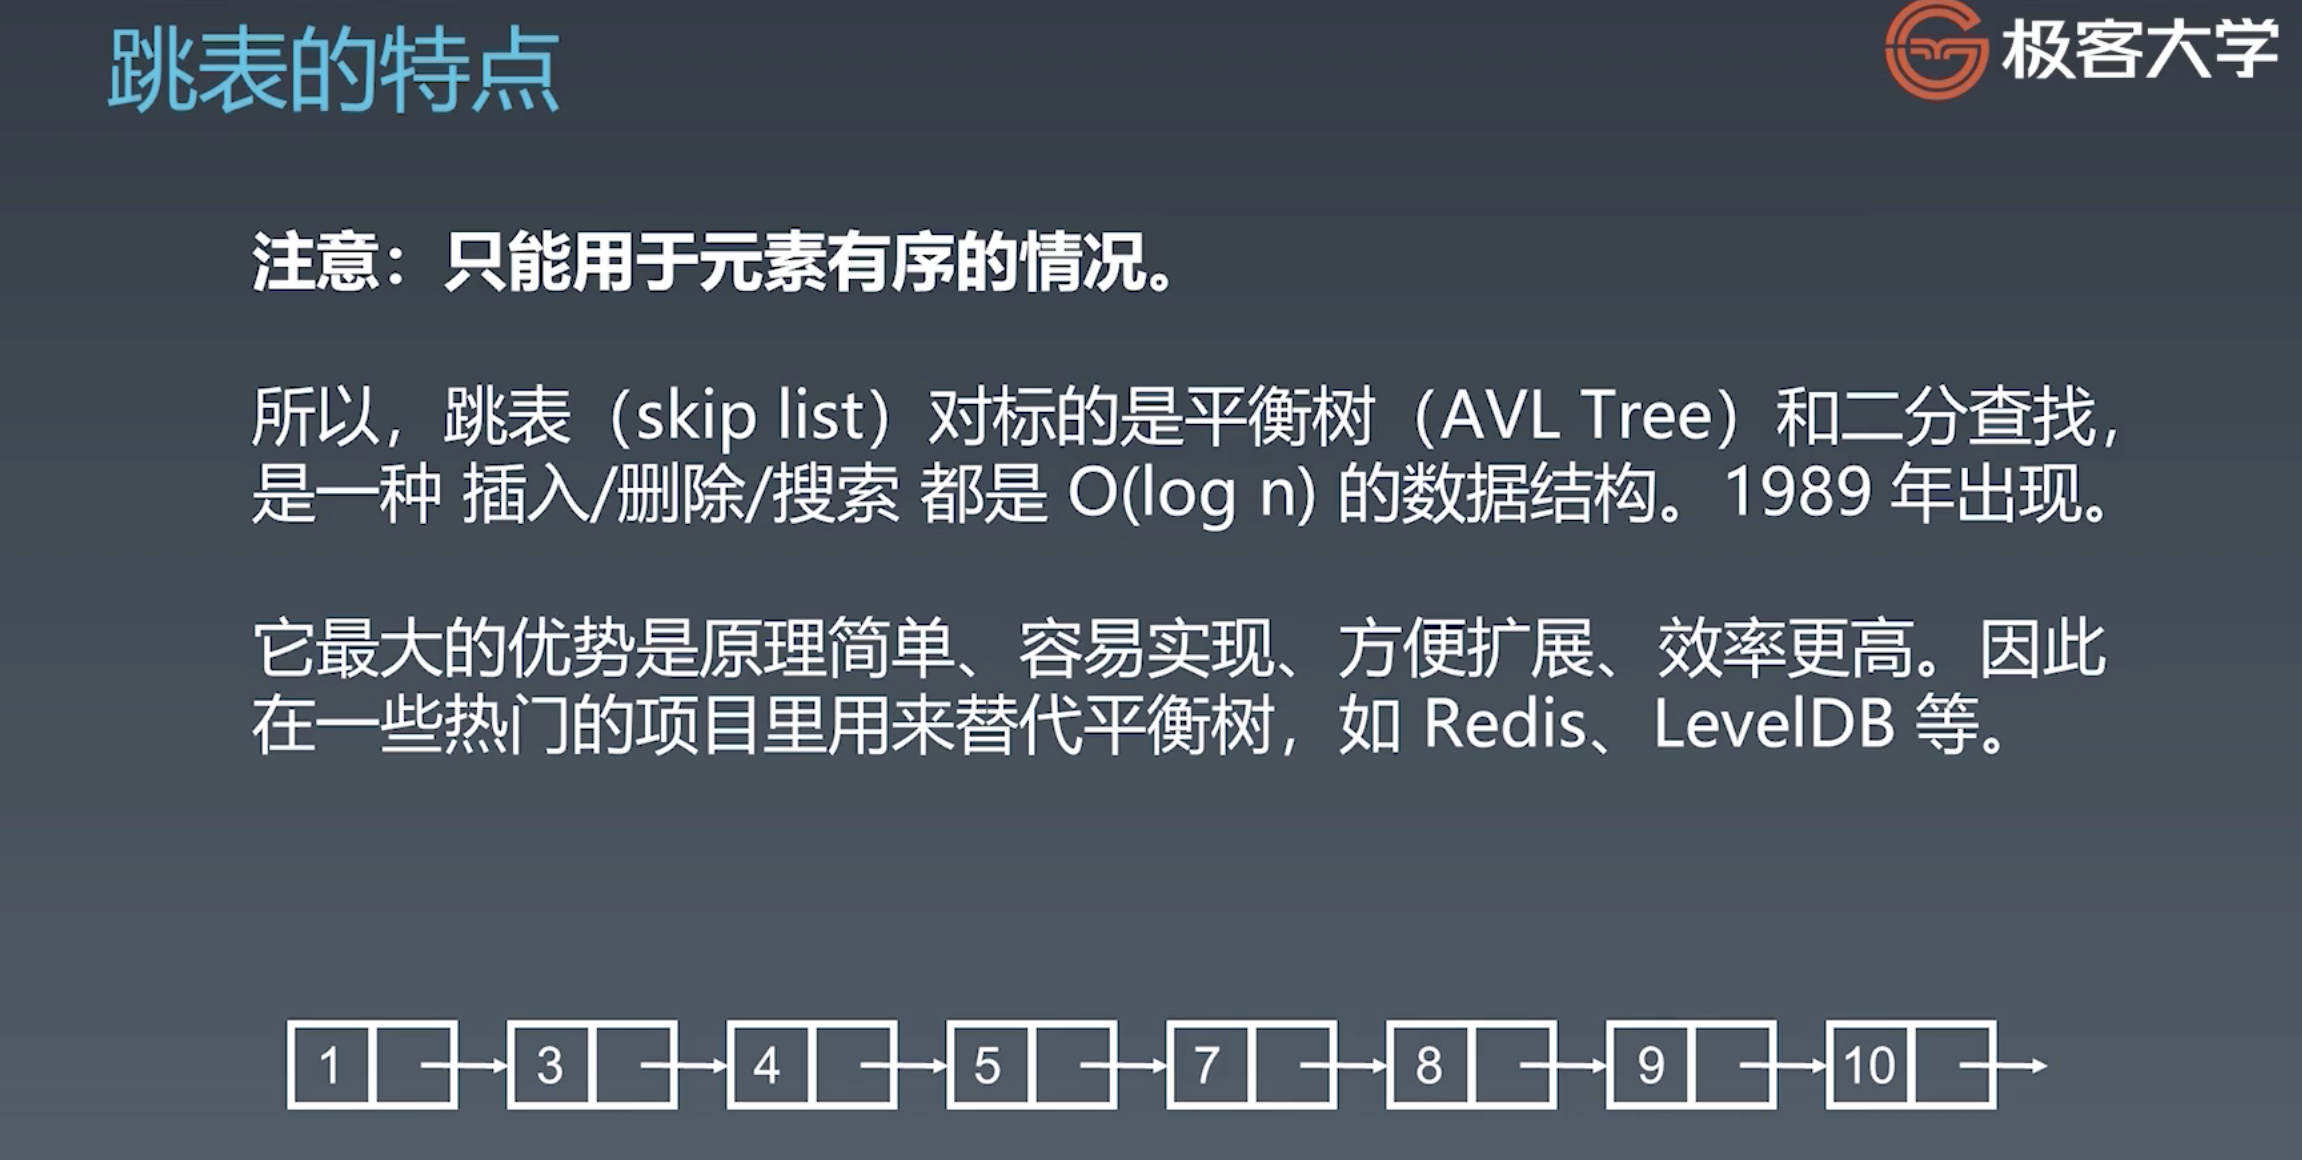 跳表的特点
极客大学
注意：只能用于元素有序的情况。
所以，跳表（skip list）对标的是平衡树（AVL Tree）和二分查找，
是一种 插入/删除/搜索 都是 O(log n) 的数据结构。1989 年出现。
它最大的优势是原理简单、容易实现、方便扩展、效率更高。因此
在一些热门的项目里用来替代平衡树，如 Redis、LevelDB 等。
1 3 4 5 7 8 9 10